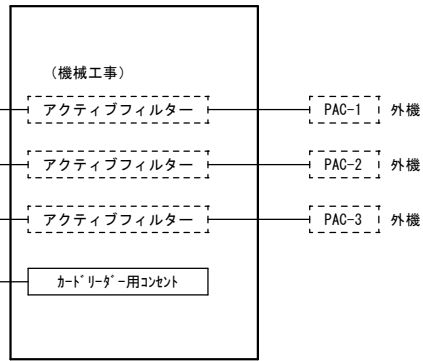 （機械工事）
アクティブフィルター PAC-1 外機
アクティブフィルター PAC-2 外機
アクティブフィルター PAC-3 外機
ｶｰﾄﾞﾘｰﾀﾞｰ用ｺﾝｾﾝﾄ